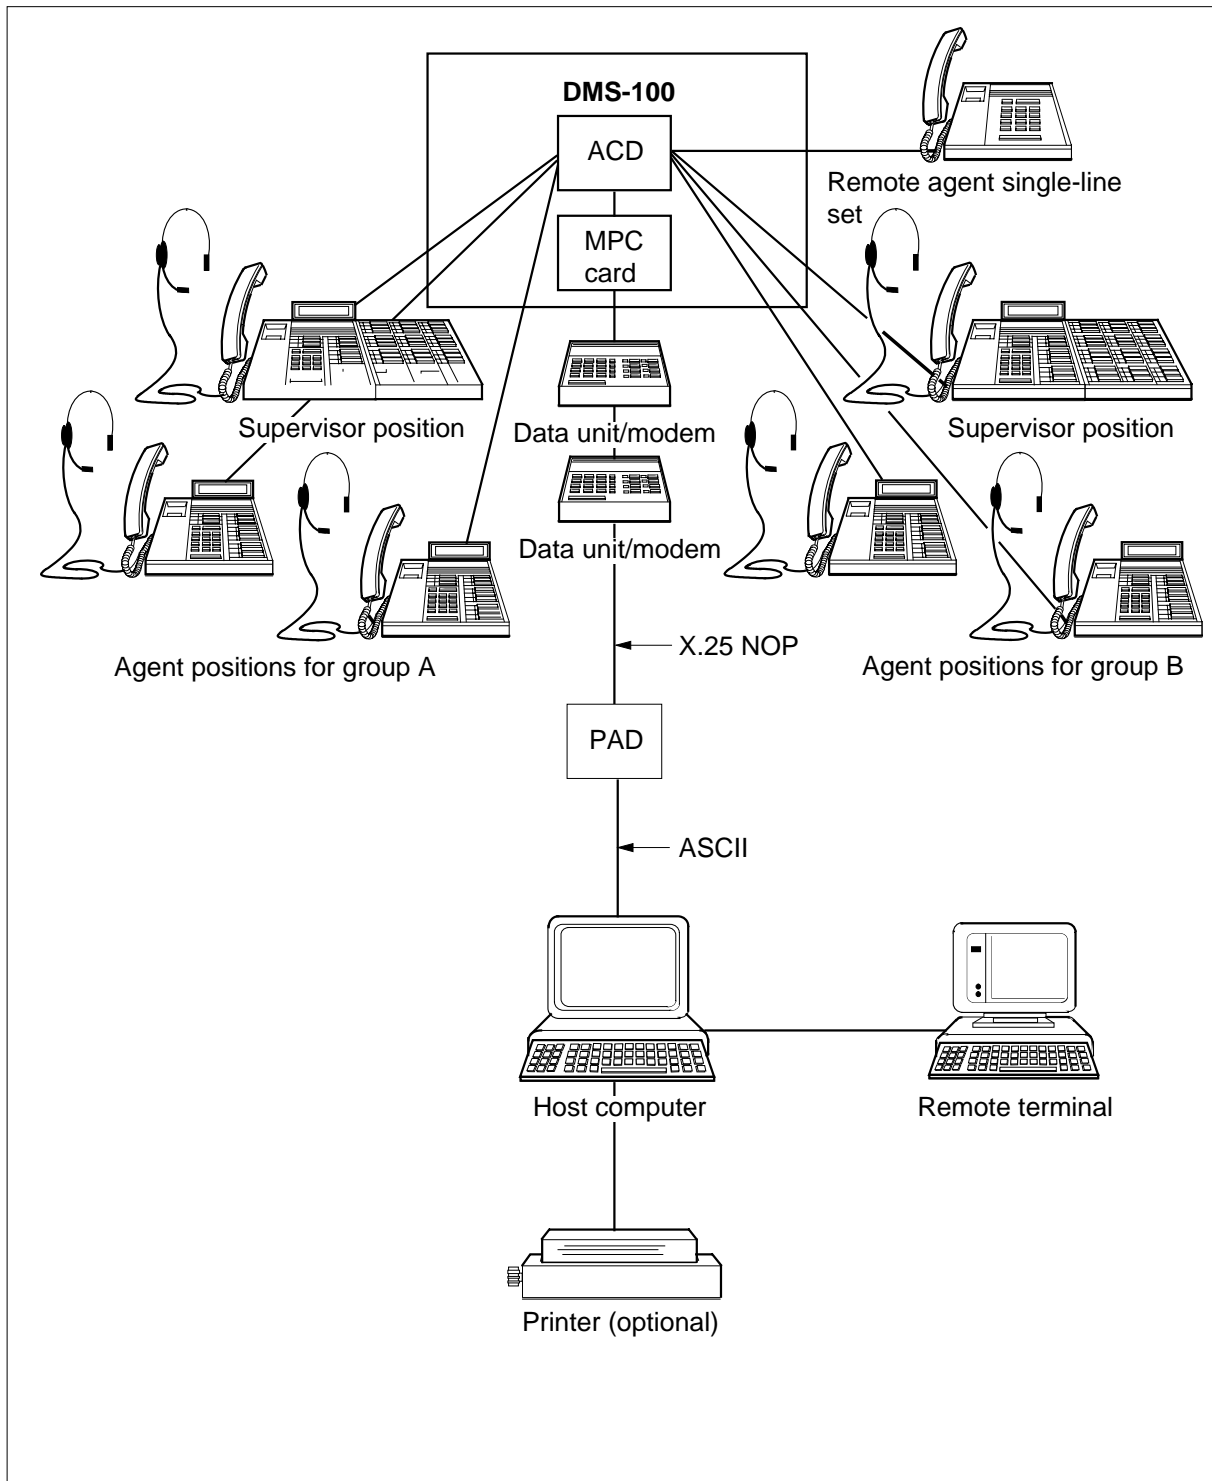 DMS-100
ACD
Remote agent single-line
set
MPC
card
Supervisor position
Data unit/modem
Supervisor position
Data unit/modem
Agent positions for group A
X.25 NOP
Agent positions for group B
PAD
ASCII
Host computer
Remote terminal
Printer (optional)